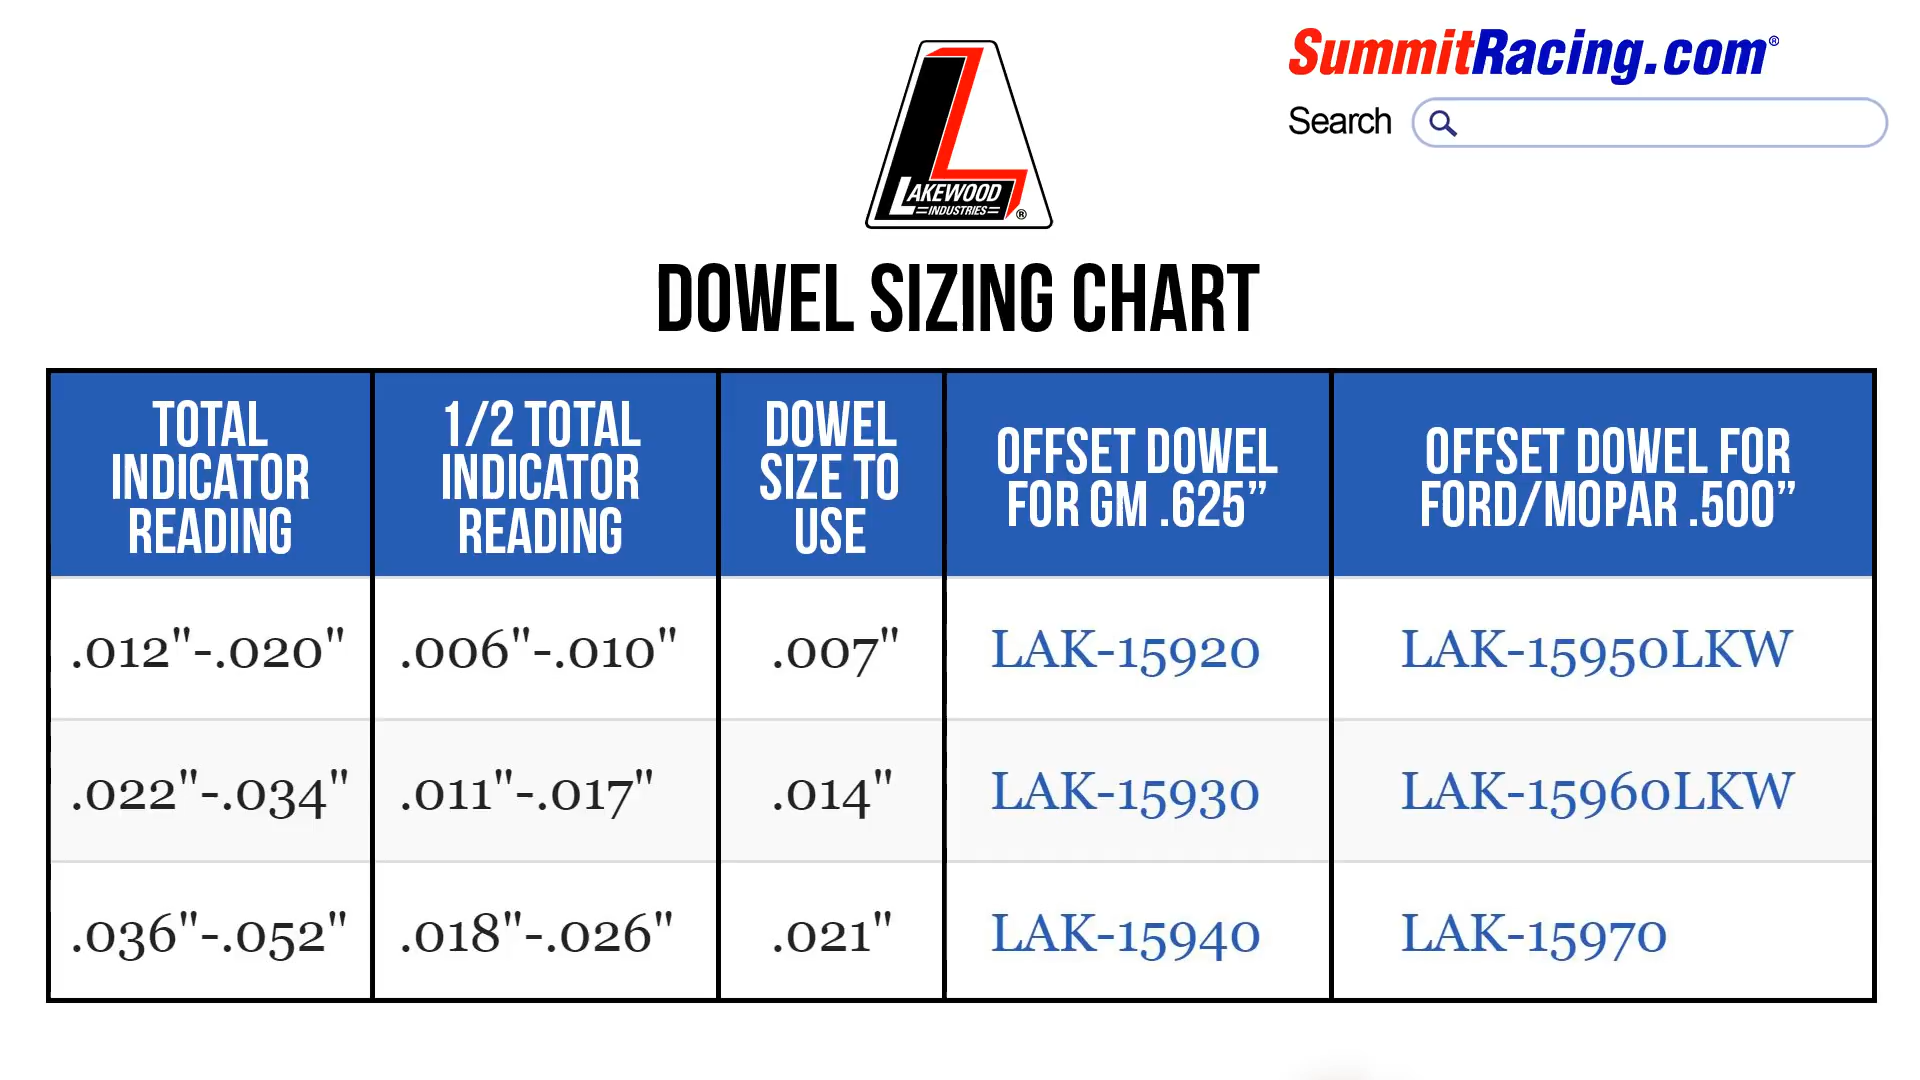 SummitRacing.com®
Search
LAKEWOOD
INDUSTRIES ®
DOWEL SIZING CHART
TOTAL
INDICATOR
READING
1/2 TOTAL
INDICATOR
READING
DOWEL
SIZE TO
USE
OFFSET DOWEL
FOR GM .625”
OFFSET DOWEL FOR
FORD/MOPAR .500”
.012"-.020" .006"-.010" .007" LAK-15920 LAK-15950LKW
.022"-.034" .011"-.017" .014" LAK-15930 LAK-15960LKW
.036"-.052" .018"-.026" .021" LAK-15940 LAK-15970